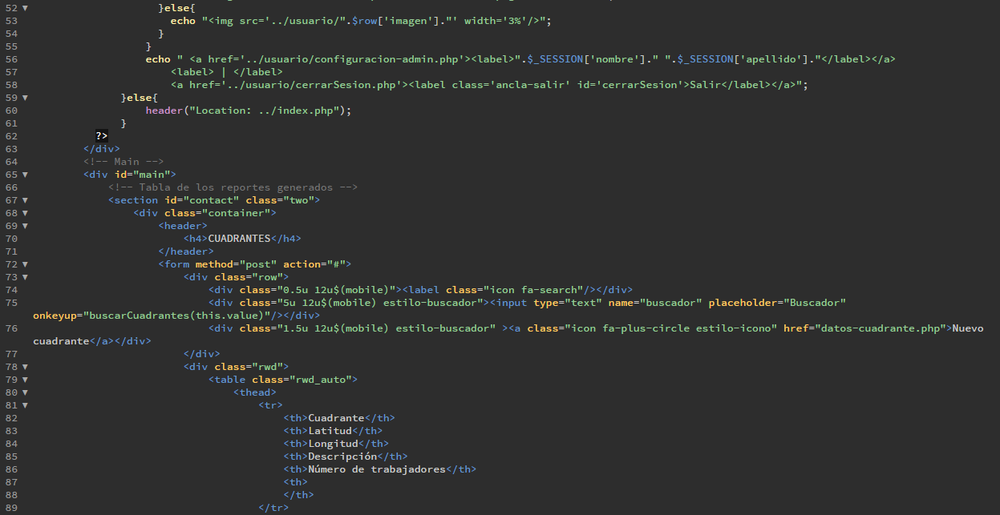 52 ▼ }else{
53 echo "<img src='../usuario/".$row['imagen']."' width='3%'/>";
54 }
55 }
56 echo " <a href='../usuario/configuracion-admin.php'><label>".$_SESSION['nombre']." ".$_SESSION['apellido']."</label></a>
57 <label> | </label>
58 <a href='../usuario/cerrarSesion.php'><label class='ancla-salir' id='cerrarSesion'>Salir</label></a>";
59 ▼ }else{
60 header("Location: ../index.php");
61 }
62 ?>
63 </div>
64 <!-- Main -->
65 ▼ <div id="main">
66 <!-- Tabla de los reportes generados -->
67 ▼ <section id="contact" class="two">
68 ▼ <div class="container">
69 ▼ <header>
70 <h4>CUADRANTES</h4>
71 </header>
72 ▼ <form method="post" action="#">
73 ▼ <div class="row">
74 <div class="0.5u 12u$(mobile)"><label class="icon fa-search"/></div>
75 <div class="5u 12u$(mobile) estilo-buscador"><input type="text" name="buscador" placeholder="Buscador"
onkeyup="buscarCuadrantes(this.value)"/></div>
76 <div class="1.5u 12u$(mobile) estilo-buscador" ><a class="icon fa-plus-circle estilo-icono" href="datos-cuadrante.php">Nuevo
cuadrante</a></div>
77 </div>
78 ▼ <div class="rwd">
79 ▼ <table class="rwd_auto">
80 ▼ <thead>
81 ▼ <tr>
82 <th>Cuadrante</th>
83 <th>Latitud</th>
84 <th>Longitud</th>
85 <th>Descripción</th>
86 <th>Número de trabajadores</th>
87 <th>
88 </th>
89 </tr>